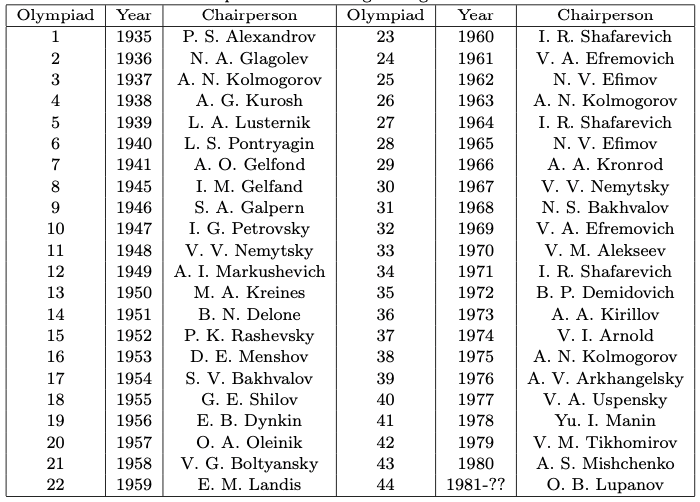 Olympiad Year Chairperson Olympiad Year Chairperson
1 1935 P. S. Alexandrov 23 1960 I. R. Shafarevich
2 1936 N. A. Glagolev 24 1961 V. A. Efremovich
3 1937 A. N. Kolmogorov 25 1962 N. V. Efimov
4 1938 A. G. Kurosh 26 1963 A. N. Kolmogorov
5 1939 L. A. Lusternik 27 1964 I. R. Shafarevich
6 1940 L. S. Pontryagin 28 1965 N. V. Efimov
7 1941 A. O. Gelfond 29 1966 A. A. Kronrod
8 1945 I. M. Gelfand 30 1967 V. V. Nemytsky
9 1946 S. A. Galpern 31 1968 N. S. Bakhvalov
10 1947 I. G. Petrovsky 32 1969 V. A. Efremovich
11 1948 V. V. Nemytsky 33 1970 V. M. Alekseev
12 1949 A. I. Markushevich 34 1971 I. R. Shafarevich
13 1950 M. A. Kreines 35 1972 B. P. Demidovich
14 1951 B. N. Delone 36 1973 A. A. Kirillov
15 1952 P. K. Rashevsky 37 1974 V. I. Arnold
16 1953 D. E. Menshov 38 1975 A. N. Kolmogorov
17 1954 S. V. Bakhvalov 39 1976 A. V. Arkhangelsky
18 1955 G. E. Shilov 40 1977 V. A. Uspensky
19 1956 E. B. Dynkin 41 1978 Yu. I. Manin
20 1957 O. A. Oleinik 42 1979 V. M. Tikhomirov
21 1958 V. G. Boltyansky 43 1980 A. S. Mishchenko
22 1959 E. M. Landis 44 1981-?? O. B. Lupanov